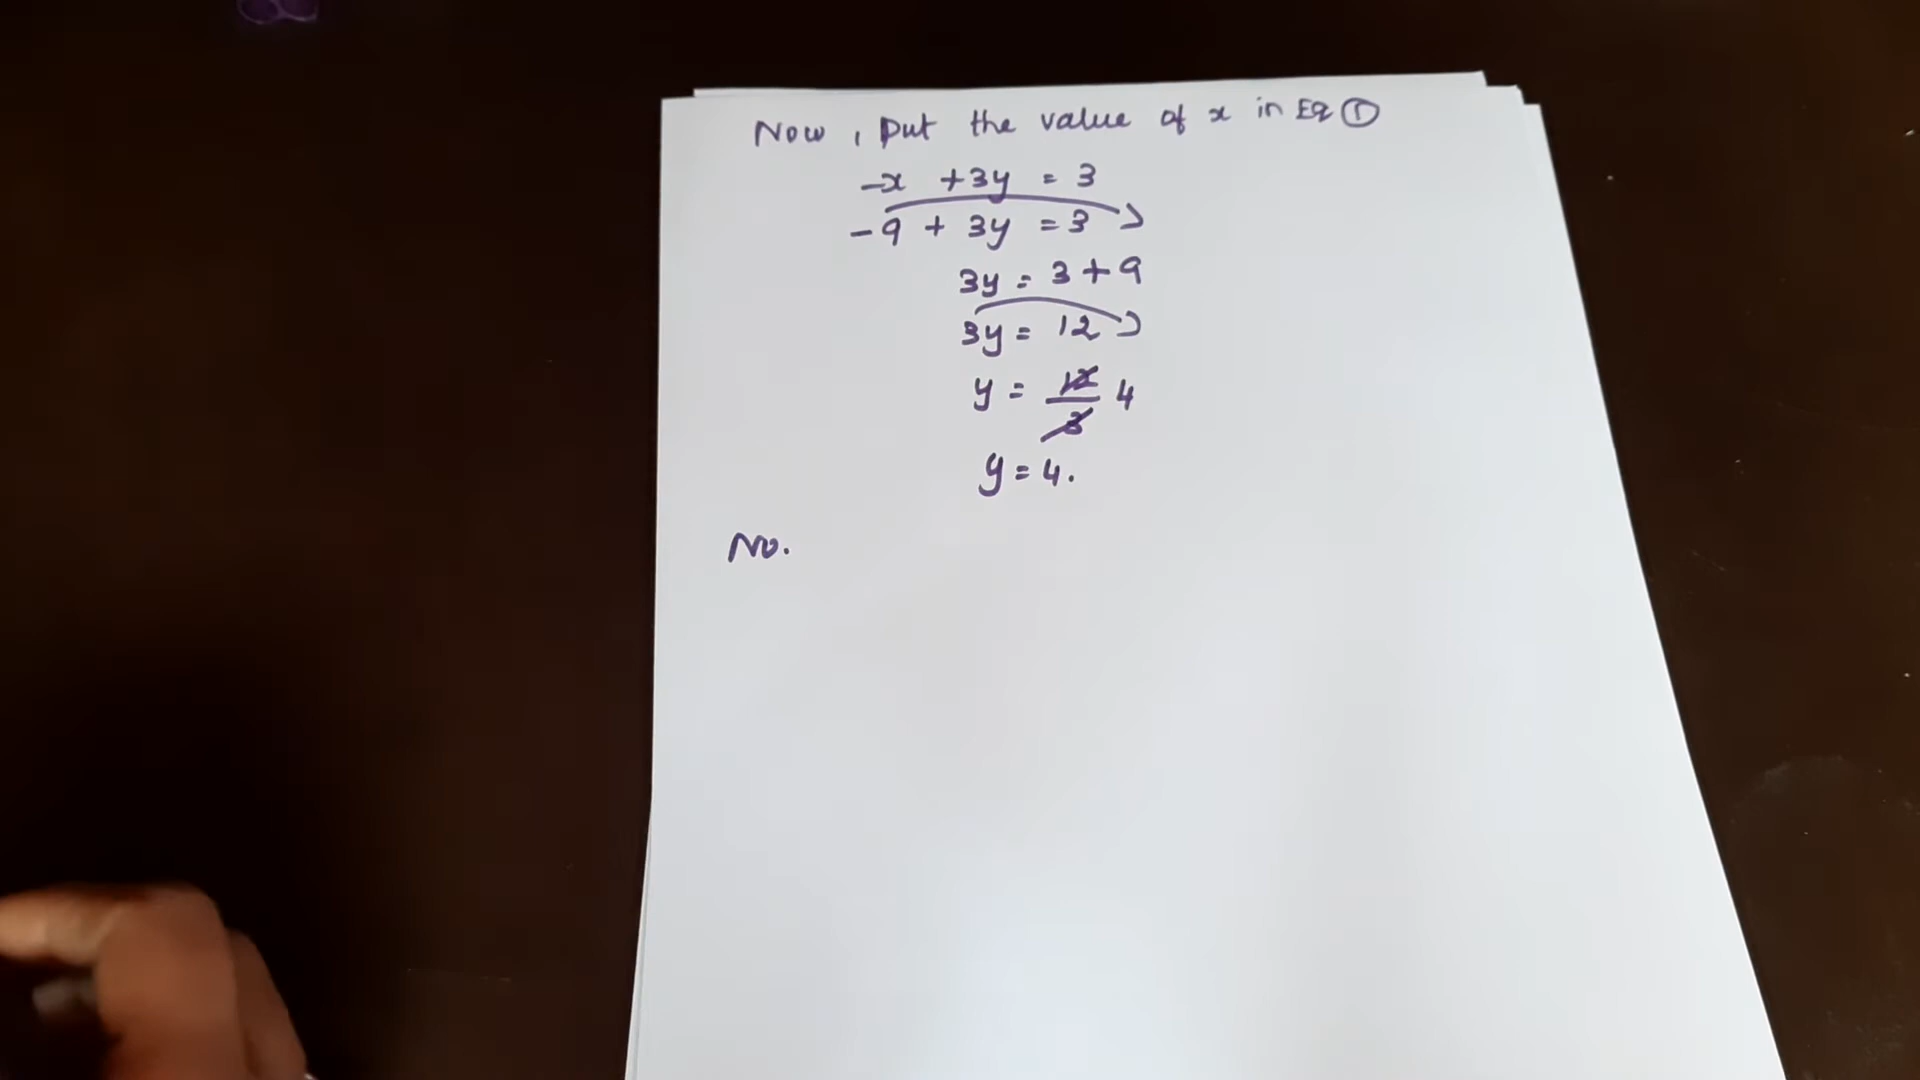 Now, put the value of x in Eq ①
-x + 3y = 3
-9 + 3y = 3
3y = 3 + 9
3y = 12
y = 12/3 4
y = 4.
No.